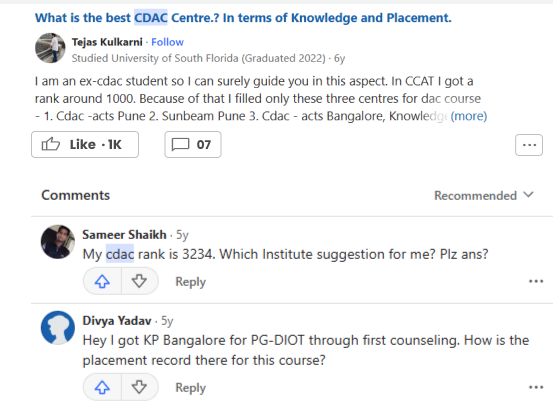 What is the best CDAC Centre.? In terms of Knowledge and Placement.
Tejas Kulkarni · Follow
Studied University of South Florida (Graduated 2022) · 6y
I am an ex-cdac student so I can surely guide you in this aspect. In CCAT I got a
rank around 1000. Because of that I filled only these three centres for dac course
- 1. Cdac -acts Pune 2. Sunbeam Pune 3. Cdac - acts Bangalore, Knowledge (more)
Like · 1K
07
Comments
Recommended
Sameer Shaikh · 5y
My cdac rank is 3234. Which Institute suggestion for me? Plz ans?
Reply
Divya Yadav · 5y
Hey I got KP Bangalore for PG-DIOT through first counseling. How is the
placement record there for this course?
Reply